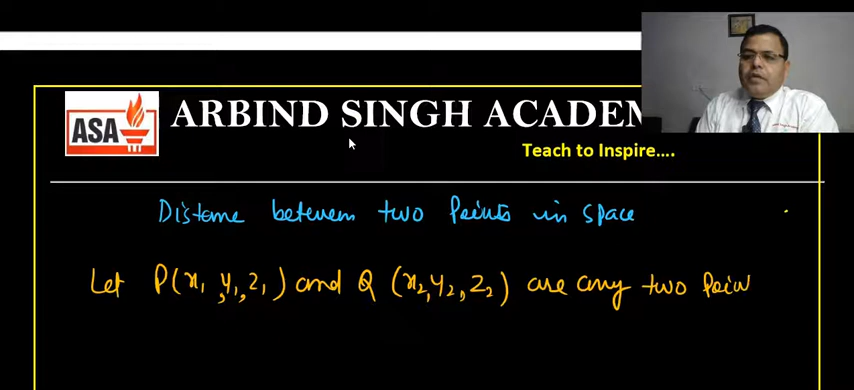 ASA
ARBIND SINGH ACADEM
Teach to Inspire....
Distance between two points in space
Let P(x₁, y₁, z₁) and Q (x₂, y₂, z₂) are any two poin